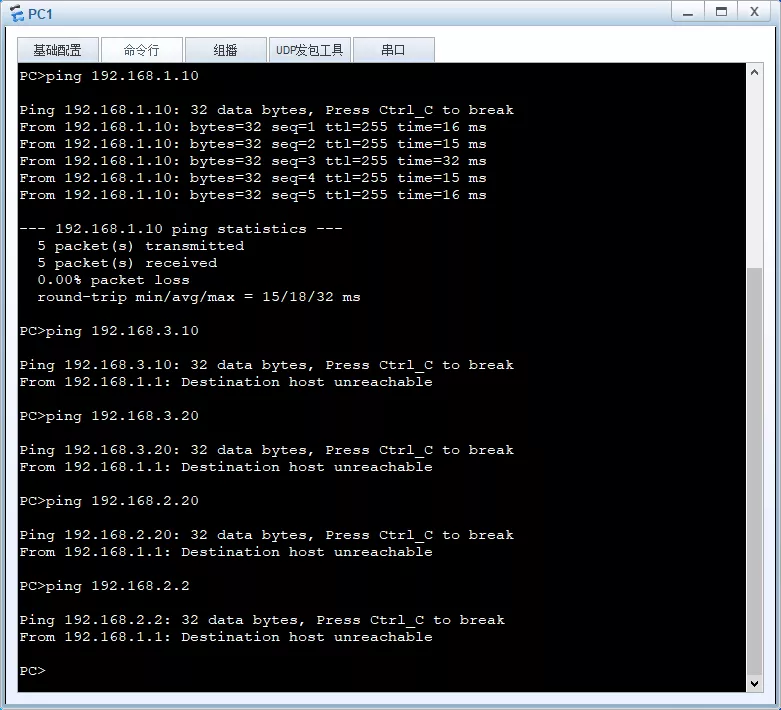 PC1
基础配置 命令行 组播 UDP发包工具 串口
PC>ping 192.168.1.10
Ping 192.168.1.10: 32 data bytes, Press Ctrl_C to break
From 192.168.1.10: bytes=32 seq=1 ttl=255 time=16 ms
From 192.168.1.10: bytes=32 seq=2 ttl=255 time=15 ms
From 192.168.1.10: bytes=32 seq=3 ttl=255 time=32 ms
From 192.168.1.10: bytes=32 seq=4 ttl=255 time=15 ms
From 192.168.1.10: bytes=32 seq=5 ttl=255 time=16 ms
--- 192.168.1.10 ping statistics ---
5 packet(s) transmitted
5 packet(s) received
0.00% packet loss
round-trip min/avg/max = 15/18/32 ms
PC>ping 192.168.3.10
Ping 192.168.3.10: 32 data bytes, Press Ctrl_C to break
From 192.168.1.1: Destination host unreachable
PC>ping 192.168.3.20
Ping 192.168.3.20: 32 data bytes, Press Ctrl_C to break
From 192.168.1.1: Destination host unreachable
PC>ping 192.168.2.20
Ping 192.168.2.20: 32 data bytes, Press Ctrl_C to break
From 192.168.1.1: Destination host unreachable
PC>ping 192.168.2.2
Ping 192.168.2.2: 32 data bytes, Press Ctrl_C to break
From 192.168.1.1: Destination host unreachable
PC>